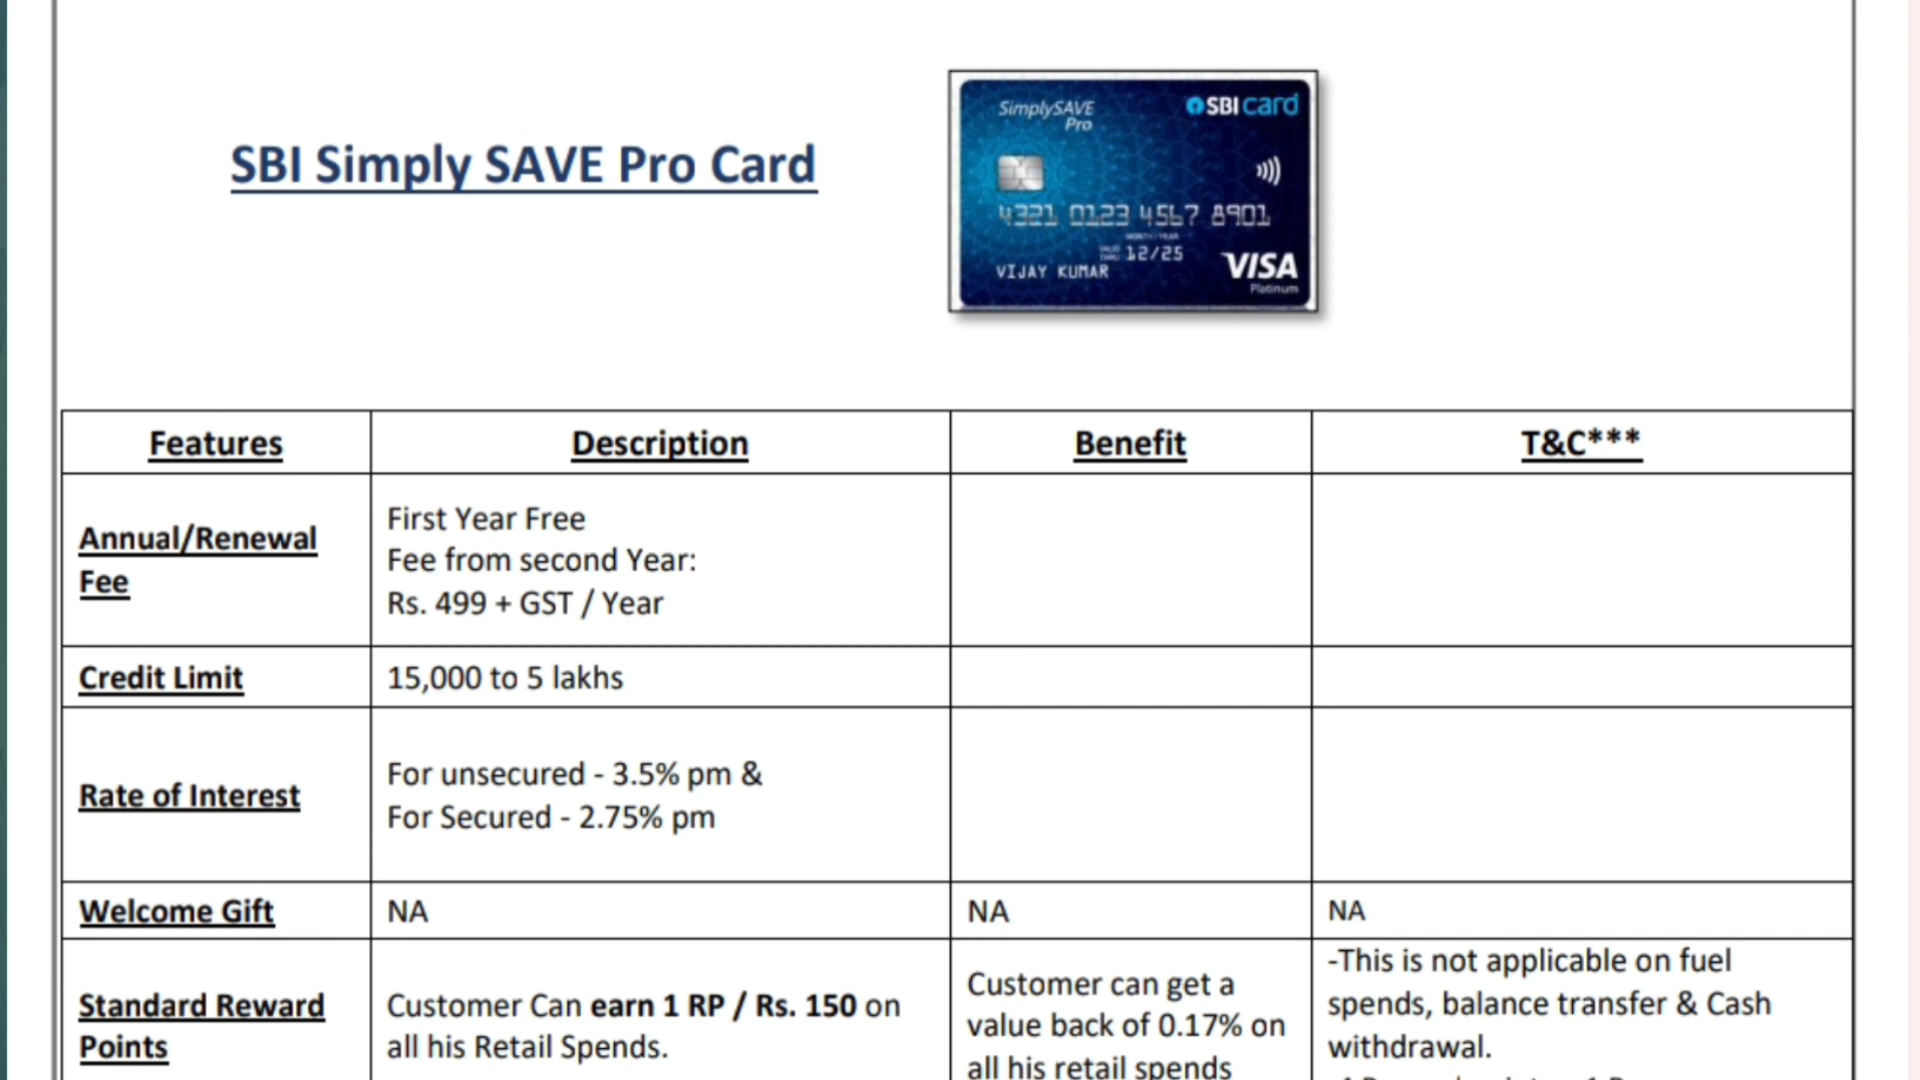 SBI Simply SAVE Pro Card
SimplySAVE
Pro
SBI card
4321 0123 4567 8901
MONTH/YEAR
VALID THRU 12/25
VIJAY KUMAR
VISA
Platinum
Features Description Benefit T&C***
Annual/Renewal
Fee
First Year Free
Fee from second Year:
Rs. 499 + GST / Year
Credit Limit
15,000 to 5 lakhs
Rate of Interest
For unsecured - 3.5% pm &
For Secured - 2.75% pm
Welcome Gift
NA
NA
NA
Standard Reward
Points
Customer Can earn 1 RP / Rs. 150 on
all his Retail Spends.
Customer can get a
value back of 0.17% on
all his retail spends
-This is not applicable on fuel
spends, balance transfer & Cash
withdrawal.